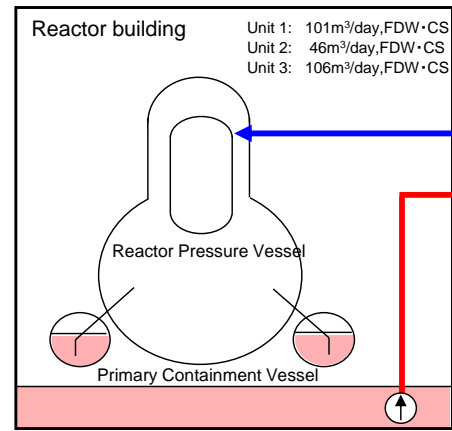 Reactor building
Unit 1: 101m³/day,FDW・CS
Unit 2: 46m³/day,FDW・CS
Unit 3: 106m³/day,FDW・CS
Reactor Pressure Vessel
Primary Containment Vessel